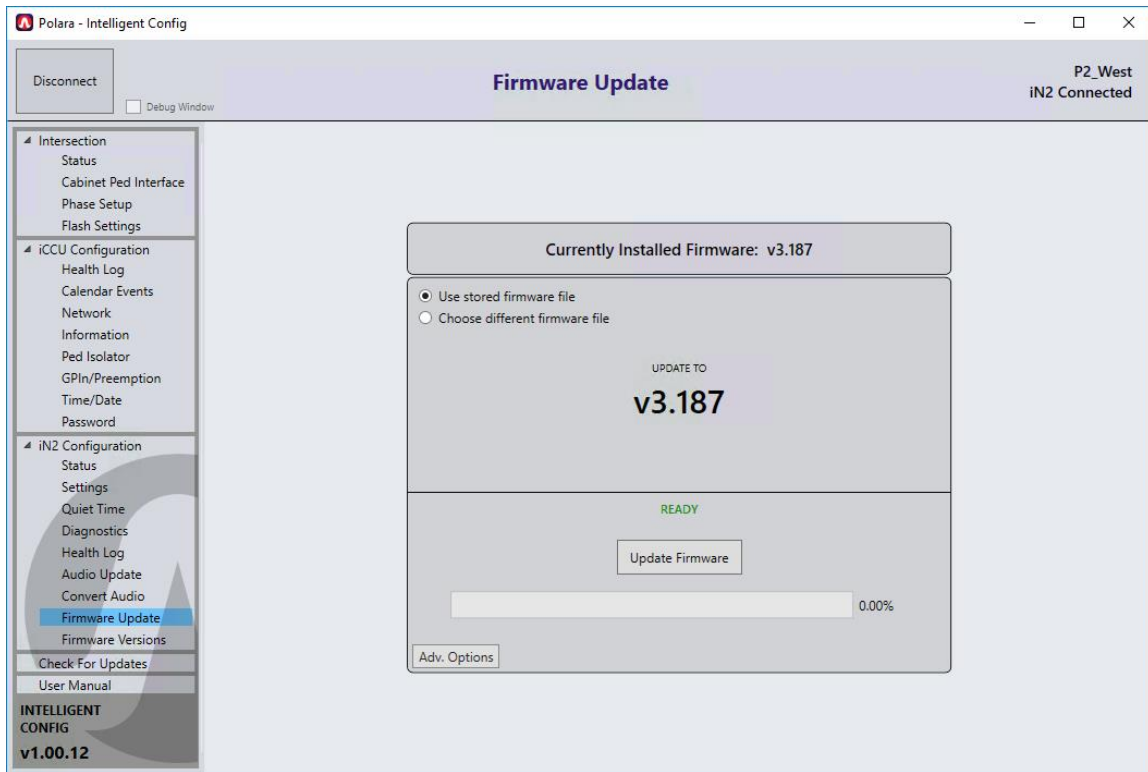 Polara - Intelligent Config
Disconnect
Debug Window
Firmware Update
P2_West
iN2 Connected
Intersection
Status
Cabinet Ped Interface
Phase Setup
Flash Settings
iCCU Configuration
Health Log
Calendar Events
Network
Information
Ped Isolator
GPIn/Preemption
Time/Date
Password
iN2 Configuration
Status
Settings
Quiet Time
Diagnostics
Health Log
Audio Update
Convert Audio
Firmware Update
Firmware Versions
Check For Updates
User Manual
INTELLIGENT
CONFIG
v1.00.12
Currently Installed Firmware: v3.187
Use stored firmware file
Choose different firmware file
UPDATE TO
v3.187
READY
Update Firmware
0.00%
Adv. Options